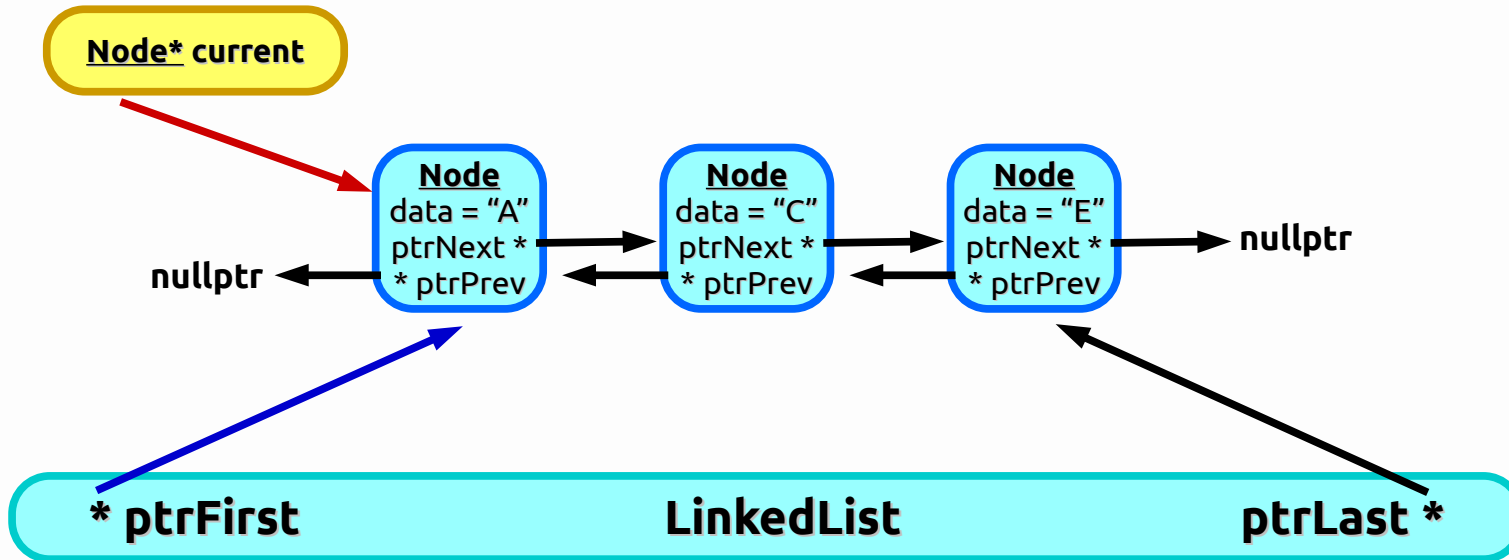 Node* current
Node
data = “A”
ptrNext *
* ptrPrev
Node
data = “C”
ptrNext *
* ptrPrev
Node
data = “E”
ptrNext *
* ptrPrev
nullptr
nullptr
* ptrFirst
LinkedList
ptrLast *